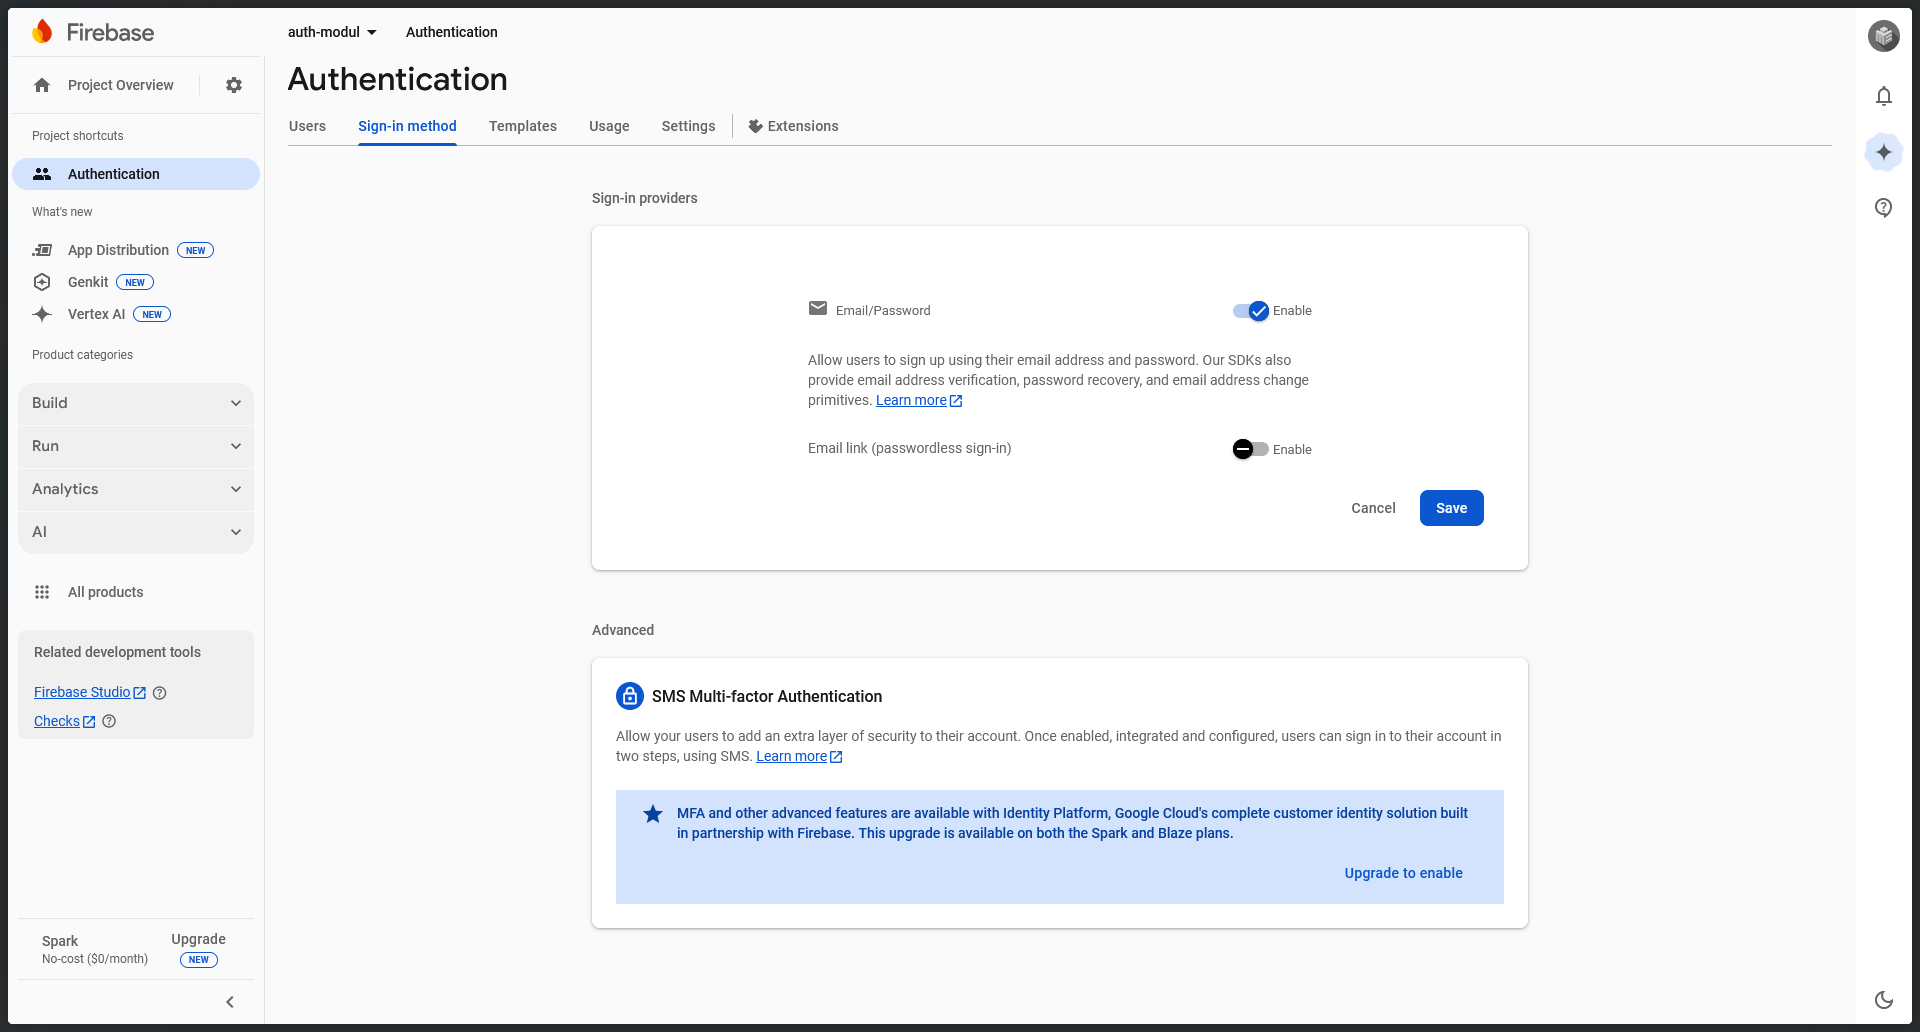 Firebase
auth-modul
Authentication
Project Overview
Project shortcuts
Authentication
What's new
App Distribution NEW
Genkit NEW
Vertex AI NEW
Product categories
Build
Run
Analytics
AI
All products
Related development tools
Firebase Studio
Checks
Spark
No-cost ($0/month)
Upgrade
NEW
Authentication
Users
Sign-in method
Templates
Usage
Settings
Extensions
Sign-in providers
Email/Password
Enable
Allow users to sign up using their email address and password. Our SDKs also
provide email address verification, password recovery, and email address change
primitives. Learn more
Email link (passwordless sign-in)
Enable
Cancel
Save
Advanced
SMS Multi-factor Authentication
Allow your users to add an extra layer of security to their account. Once enabled, integrated and configured, users can sign in to their account in
two steps, using SMS. Learn more
MFA and other advanced features are available with Identity Platform, Google Cloud's complete customer identity solution built
in partnership with Firebase. This upgrade is available on both the Spark and Blaze plans.
Upgrade to enable